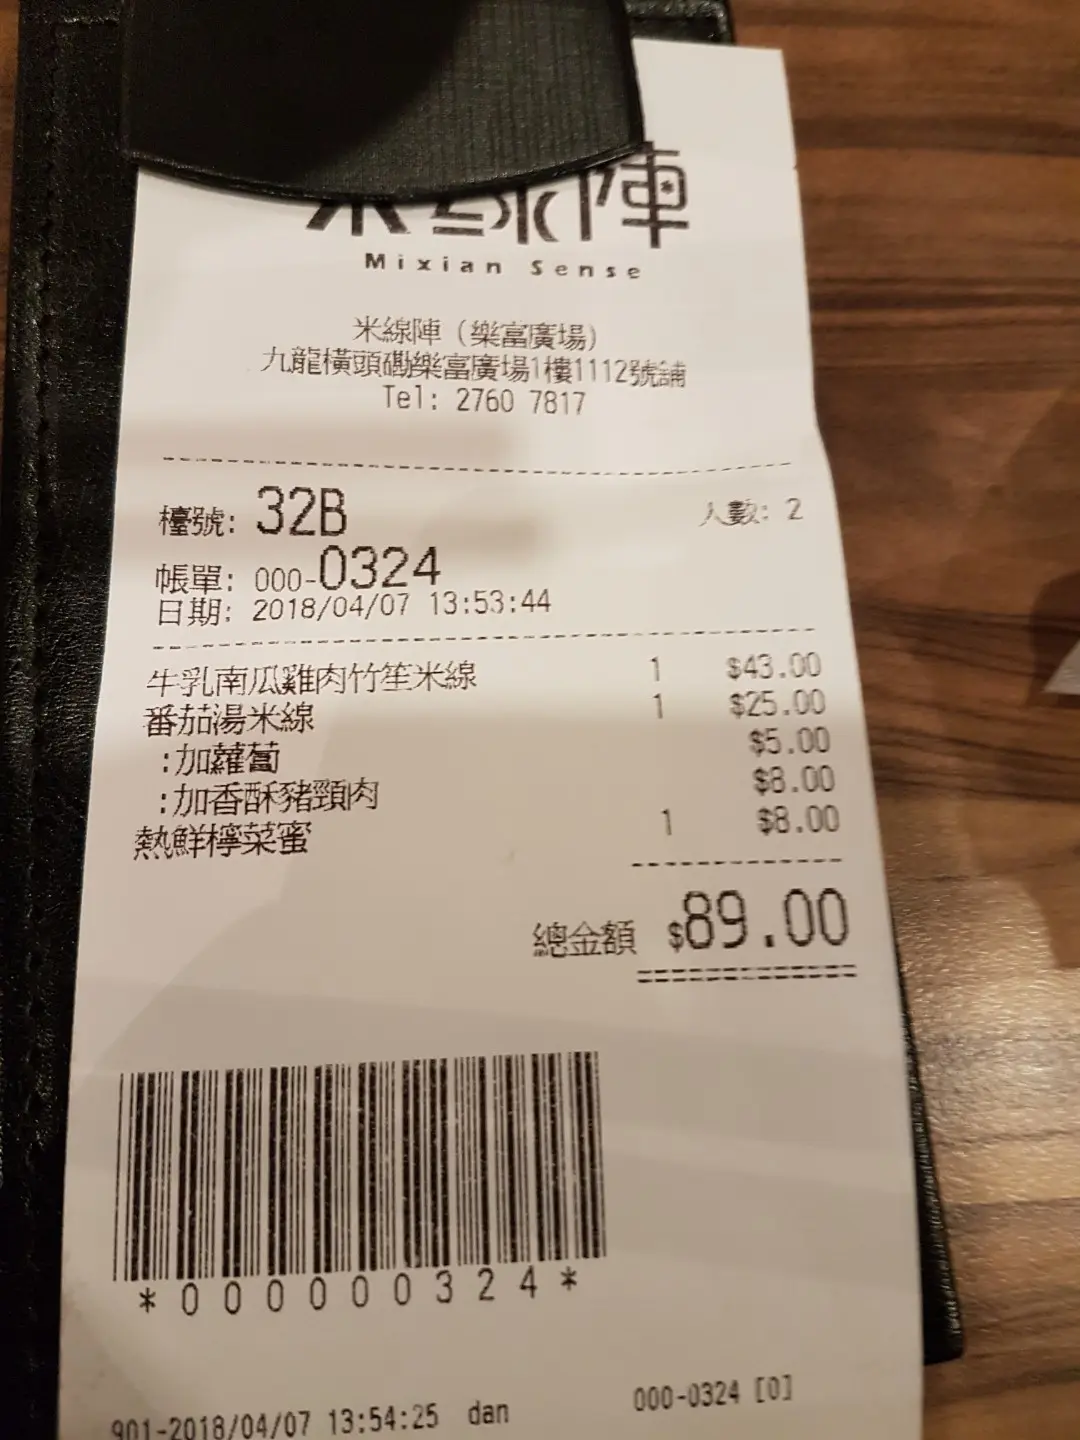 米線陣
Mixian Sense
米線陣（樂富廣場）
九龍橫頭磡樂富廣場1樓1112號舖
Tel: 2760 7817
檯號: 32B 人數: 2
帳單: 000-0324
日期: 2018/04/07 13:53:44
牛乳南瓜雞肉竹笙米線 1 $43.00
番茄湯米線 1 $25.00
:加蘿蔔 $5.00
:加香酥豬頸肉 $8.00
熱鮮檸菜蜜 1 $8.00
總金額 $89.00
*000000324*
901-2018/04/07 13:54:25 dan 000-0324 [0]